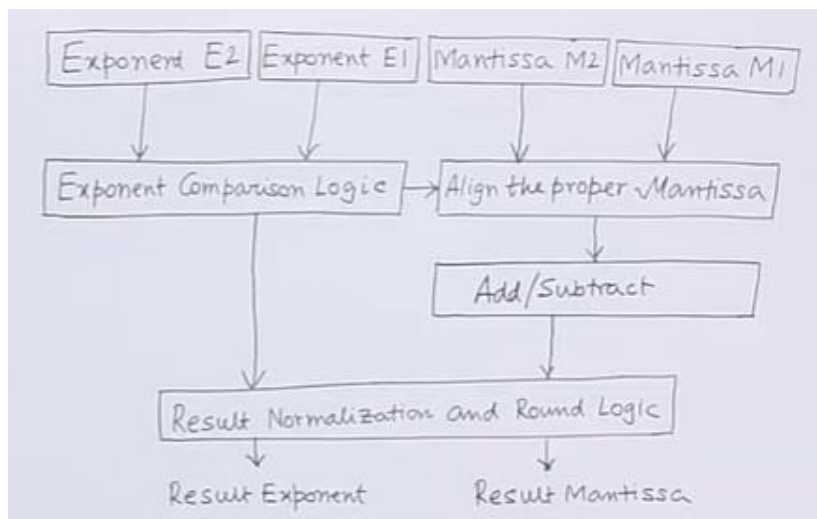 Exponent E2
Exponent E1
Mantissa M2
Mantissa M1
Exponent Comparison Logic
Align the proper Mantissa
Add/Subtract
Result Normalization and Round Logic
Result Exponent
Result Mantissa